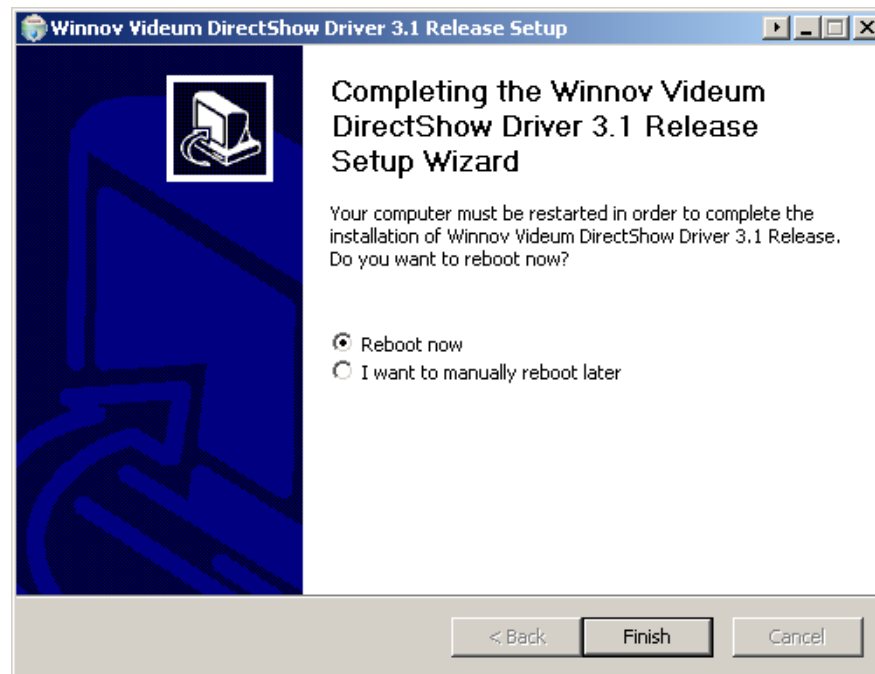 Winnov Videum DirectShow Driver 3.1 Release Setup
Completing the Winnov Videum
DirectShow Driver 3.1 Release
Setup Wizard
Your computer must be restarted in order to complete the
installation of Winnov Videum DirectShow Driver 3.1 Release.
Do you want to reboot now?
Reboot now
I want to manually reboot later
< Back Finish Cancel